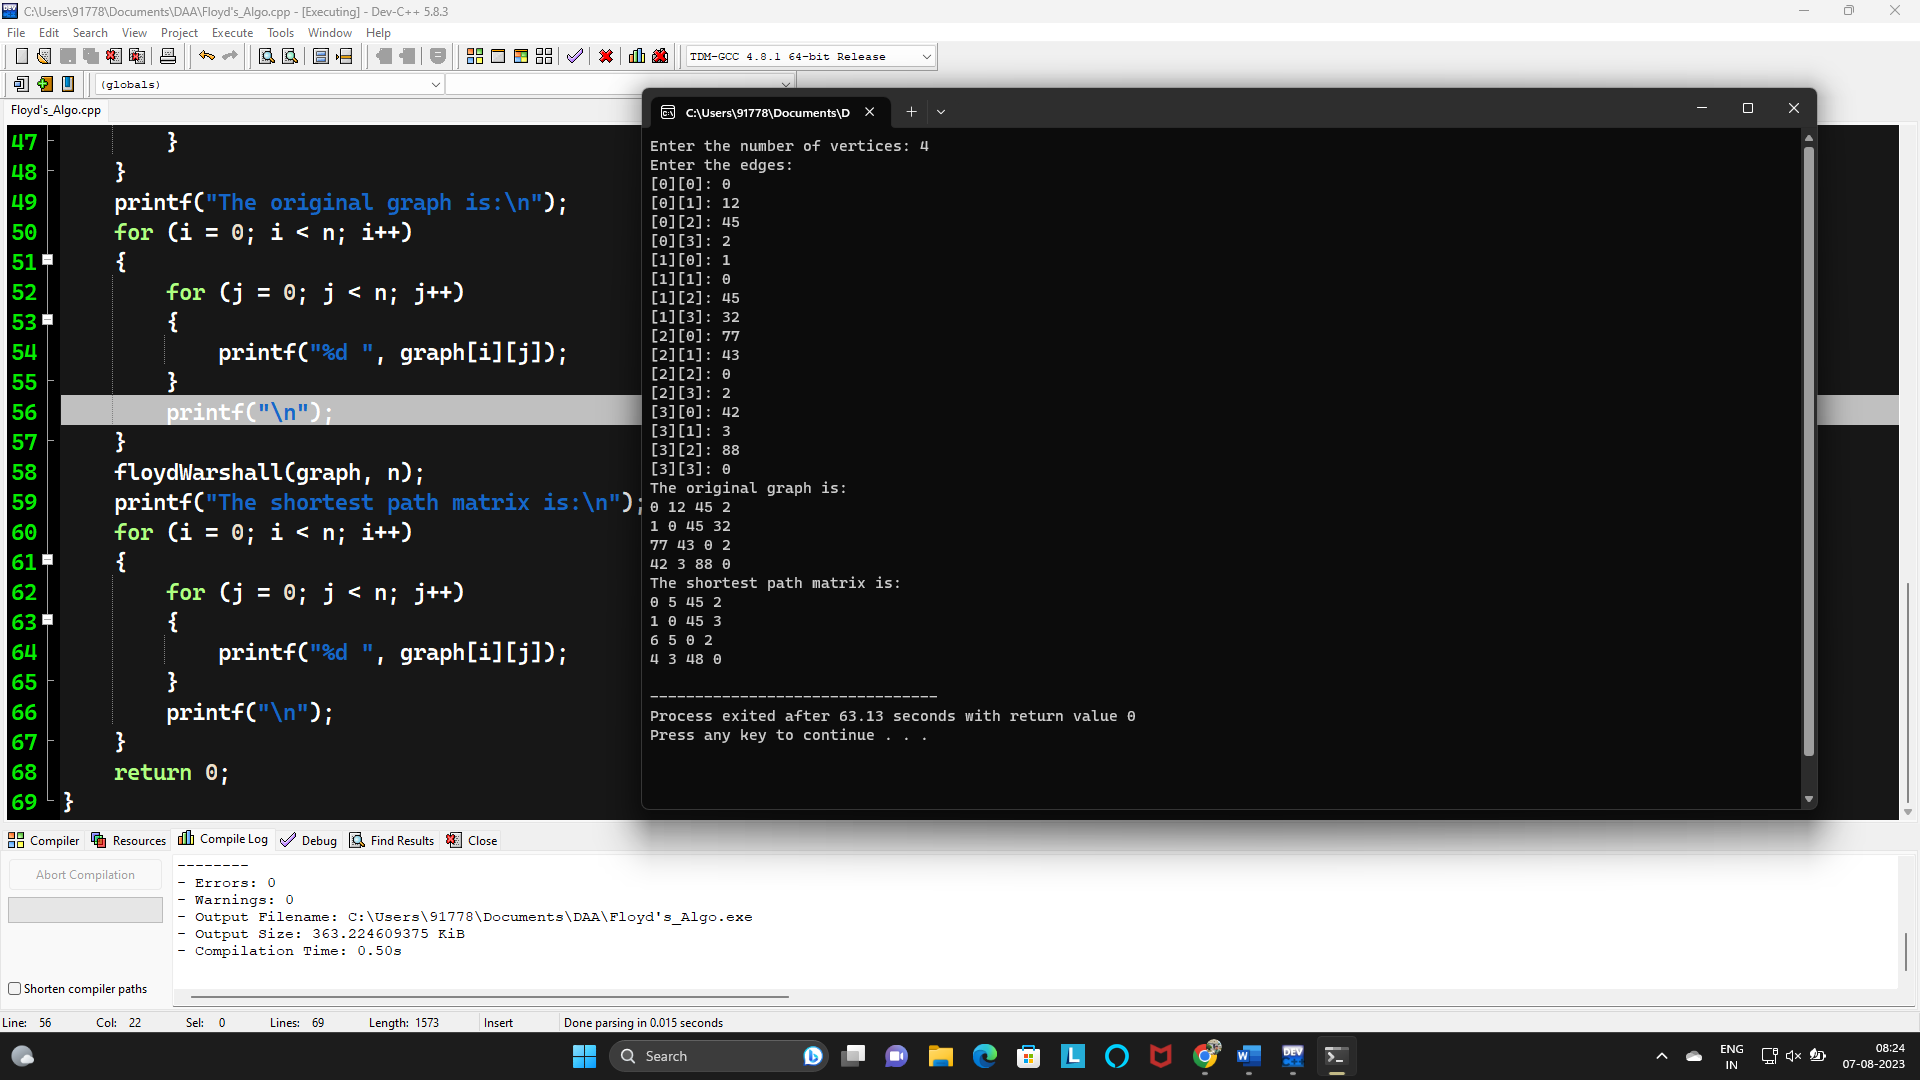 C:\Users\91778\Documents\DAA\Floyd's_Algo.cpp - [Executing] - Dev-C++ 5.8.3
File Edit Search View Project Execute Tools Window Help
TDM-GCC 4.8.1 64-bit Release
(globals)
Floyd's_Algo.cpp
47 }
48 }
49 printf("The original graph is:\n");
50 for (i = 0; i < n; i++)
51 {
52 for (j = 0; j < n; j++)
53 {
54 printf("%d ", graph[i][j]);
55 }
56 printf("\n");
57 }
58 floydWarshall(graph, n);
59 printf("The shortest path matrix is:\n");
60 for (i = 0; i < n; i++)
61 {
62 for (j = 0; j < n; j++)
63 {
64 printf("%d ", graph[i][j]);
65 }
66 printf("\n");
67 }
68 return 0;
69 }
C:\Users\91778\Documents\D
Enter the number of vertices: 4
Enter the edges:
[0][0]: 0
[0][1]: 12
[0][2]: 45
[0][3]: 2
[1][0]: 1
[1][1]: 0
[1][2]: 45
[1][3]: 32
[2][0]: 77
[2][1]: 43
[2][2]: 0
[2][3]: 2
[3][0]: 42
[3][1]: 3
[3][2]: 88
[3][3]: 0
The original graph is:
0 12 45 2
1 0 45 32
77 43 0 2
42 3 88 0
The shortest path matrix is:
0 5 45 2
1 0 45 3
6 5 0 2
4 3 48 0
--------------------------------
Process exited after 63.13 seconds with return value 0
Press any key to continue . . .
Compiler Resources Compile Log Debug Find Results Close
Abort Compilation
Shorten compiler paths
--------
- Errors: 0
- Warnings: 0
- Output Filename: C:\Users\91778\Documents\DAA\Floyd's_Algo.exe
- Output Size: 363.224609375 KiB
- Compilation Time: 0.50s
Line: 56 Col: 22 Sel: 0 Lines: 69 Length: 1573 Insert Done parsing in 0.015 seconds
Search
ENG
IN
08:24
07-08-2023